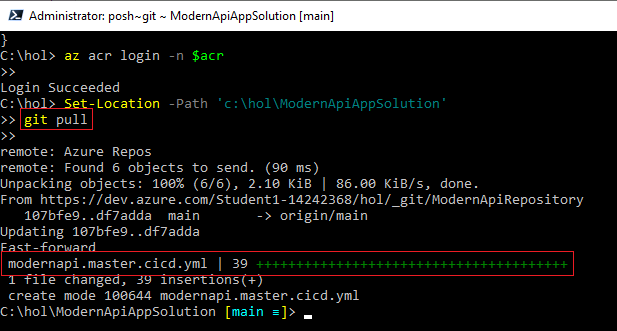 Administrator: posh~git ~ ModernApiAppSolution [main]
}
C:\hol> az acr login -n $acr
>>
Login Succeeded
C:\hol> Set-Location -Path 'c:\hol\ModernApiAppSolution'
>> git pull
>>
remote: Azure Repos
remote: Found 6 objects to send. (90 ms)
Unpacking objects: 100% (6/6), 2.10 KiB | 86.00 KiB/s, done.
From https://dev.azure.com/Student1-14242368/hol/_git/ModernApiRepository
107bfe9..df7adda  main       -> origin/main
Updating 107bfe9..df7adda
Fast-forward
modernapi.master.cicd.yml | 39 +++++++++++++++++++++++++++++++++++++++
1 file changed, 39 insertions(+)
create mode 100644 modernapi.master.cicd.yml
C:\hol\ModernApiAppSolution [main ≡]>